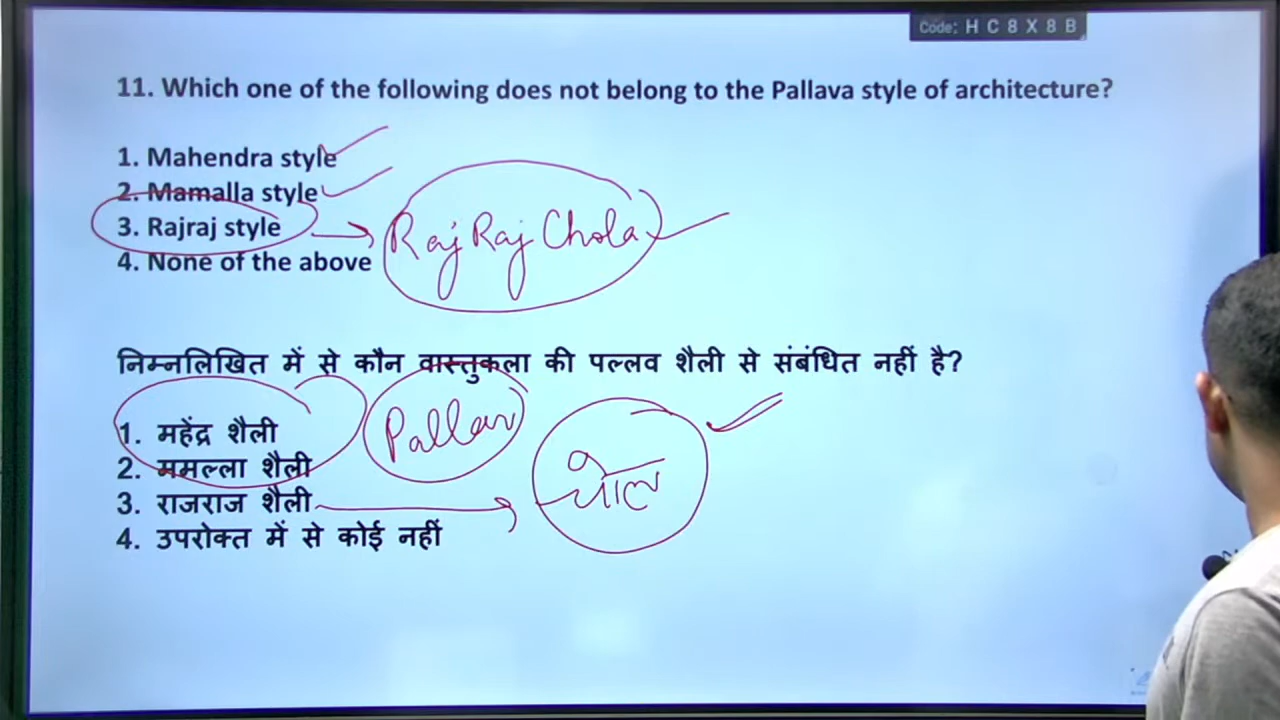 Code: H C 8 X 8 B
11. Which one of the following does not belong to the Pallava style of architecture?
1. Mahendra style
2. Mamalla style
3. Rajraj style
Raj Raj Chola
4. None of the above
निम्नलिखित में से कौन वास्तुकला की पल्लव शैली से संबंधित नहीं है?
1. महेंद्र शैली
Pallav
2. ममल्ला शैली
3. राजराज शैली
चोल
4. उपरोक्त में से कोई नहीं